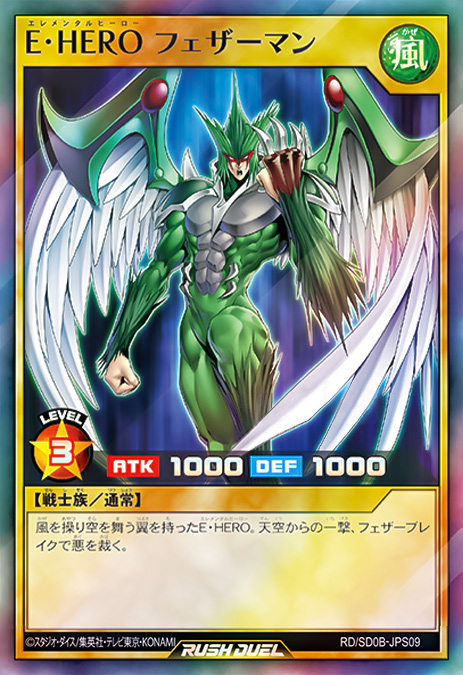 エレメンタルヒーロー
E・HERO フェザーマン
かぜ
風
LEVEL
3
ATK 1000 DEF 1000
【戦士族／通常】
風を操り空を舞う翼を持ったE・HERO。天空からの一撃、フェザーブレ
イクで悪を裁く。
©スタジオ・ダイス/集英社・テレビ東京・KONAMI
RUSH DUEL
RD/SD0B-JPS09